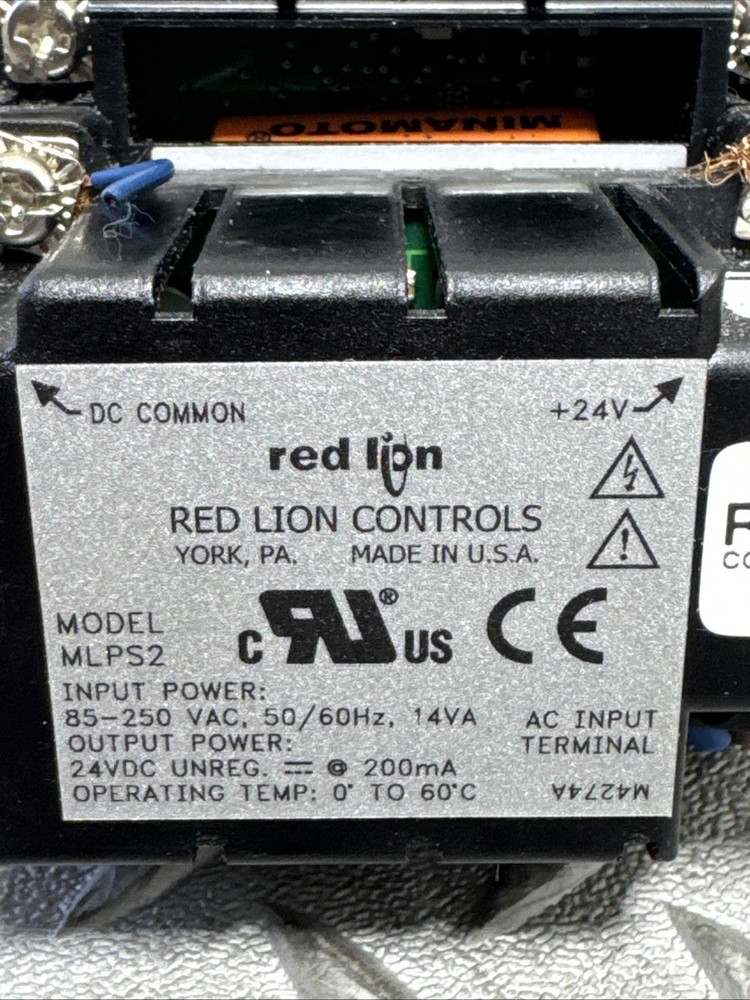 MINAMOTO®
DC COMMON
+24V
red lion
RED LION CONTROLS
YORK, PA. MADE IN U.S.A.
MODEL
MLPS2
c RU® US CE
INPUT POWER:
85-250 VAC, 50/60Hz, 14VA
OUTPUT POWER:
24VDC UNREG. ⎓ @ 200mA
OPERATING TEMP: 0° TO 60°C
AC INPUT
TERMINAL
M4274A